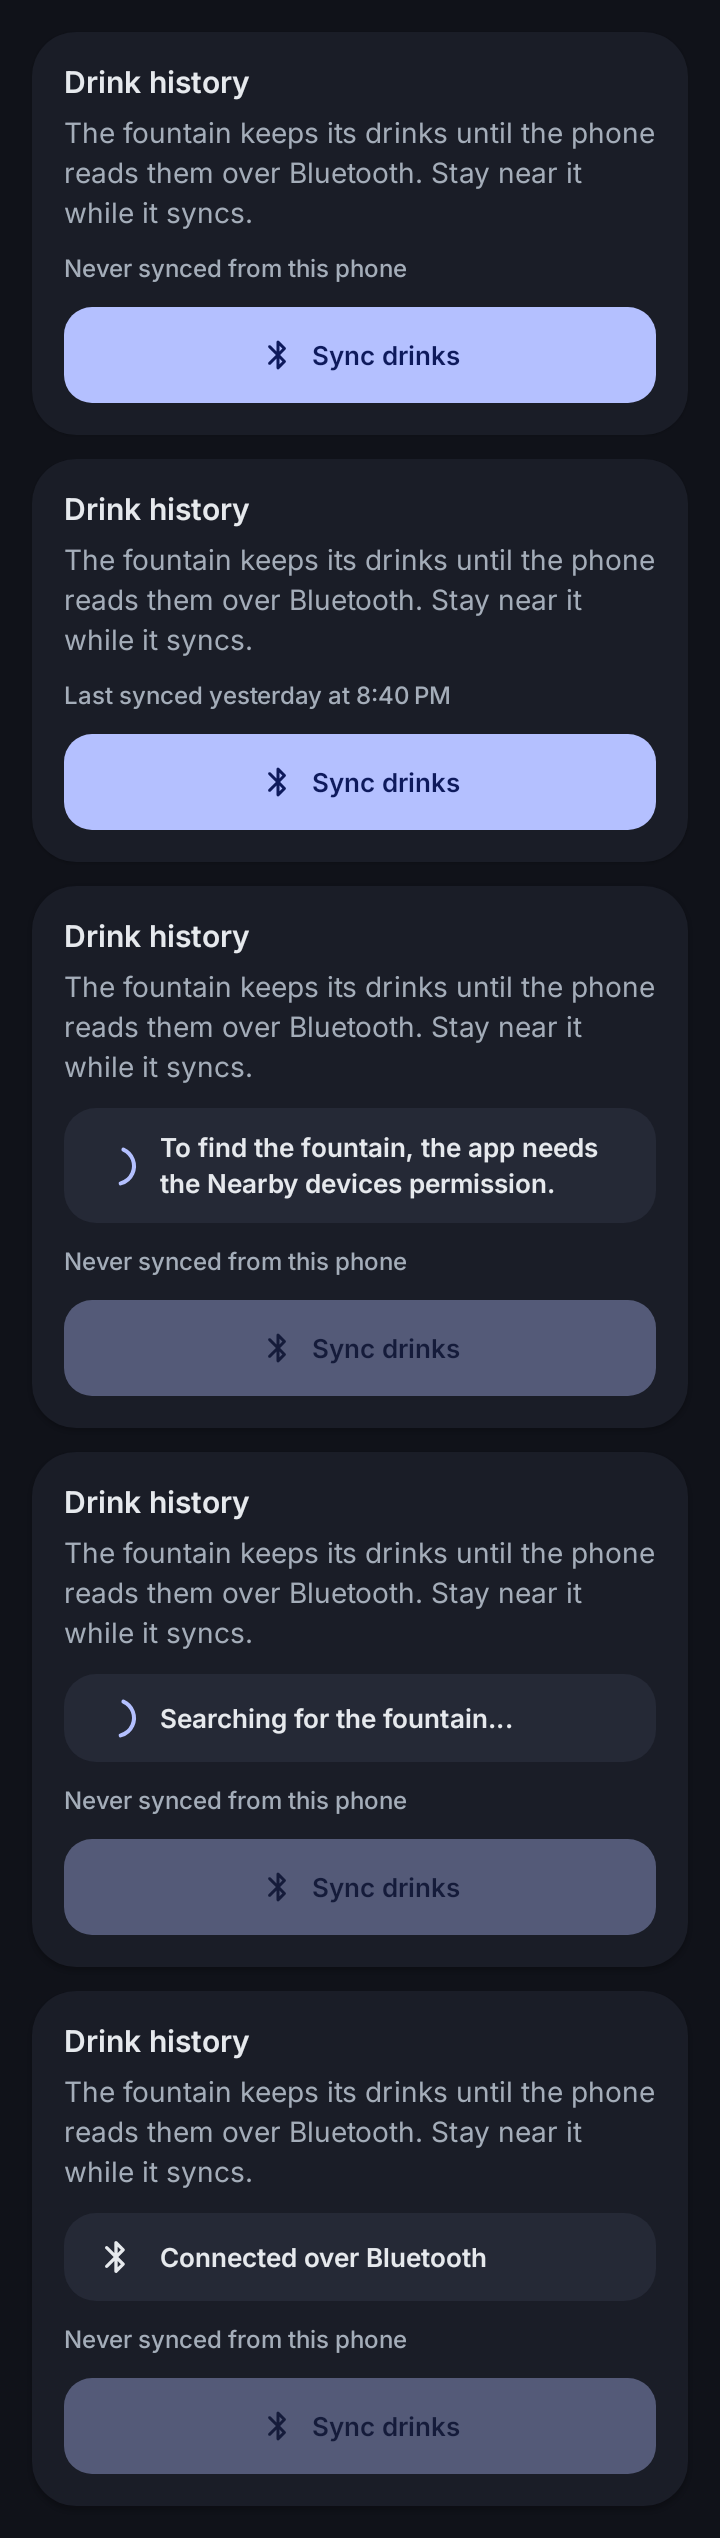 Drink history
The fountain keeps its drinks until the phone
reads them over Bluetooth. Stay near it
while it syncs.
Never synced from this phone
Sync drinks
Drink history
The fountain keeps its drinks until the phone
reads them over Bluetooth. Stay near it
while it syncs.
Last synced yesterday at 8:40 PM
Sync drinks
Drink history
The fountain keeps its drinks until the phone
reads them over Bluetooth. Stay near it
while it syncs.
To find the fountain, the app needs
the Nearby devices permission.
Never synced from this phone
Sync drinks
Drink history
The fountain keeps its drinks until the phone
reads them over Bluetooth. Stay near it
while it syncs.
Searching for the fountain...
Never synced from this phone
Sync drinks
Drink history
The fountain keeps its drinks until the phone
reads them over Bluetooth. Stay near it
while it syncs.
Connected over Bluetooth
Never synced from this phone
Sync drinks